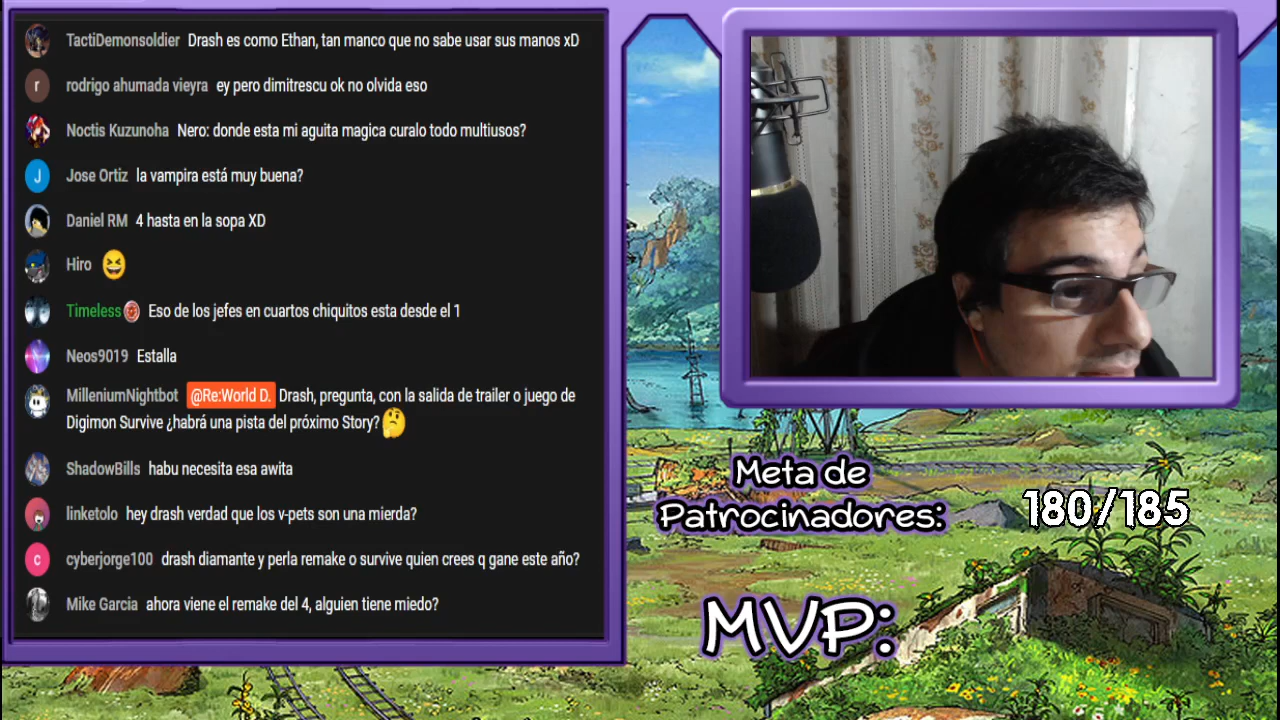 TactiDemonsoldier Drash es como Ethan, tan manco que no sabe usar sus manos xD
r rodrigo ahumada vieyra ey pero dimitrescu ok no olvida eso
Noctis Kuzunoha Nero: donde esta mi aguita magica curalo todo multiusos?
J Jose Ortiz la vampira está muy buena?
Daniel RM 4 hasta en la sopa XD
Hiro 😆
Timeless Eso de los jefes en cuartos chiquitos esta desde el 1
Neos9019 Estalla
MilleniumNightbot @Re:World D. Drash, pregunta, con la salida de trailer o juego de
Digimon Survive ¿habrá una pista del próximo Story? 🤔
ShadowBills habu necesita esa awita
linketolo hey drash verdad que los v-pets son una mierda?
c cyberjorge100 drash diamante y perla remake o survive quien crees q gane este año?
Mike Garcia ahora viene el remake del 4, alguien tiene miedo?
Meta de
Patrocinadores: 180/185
MVP: